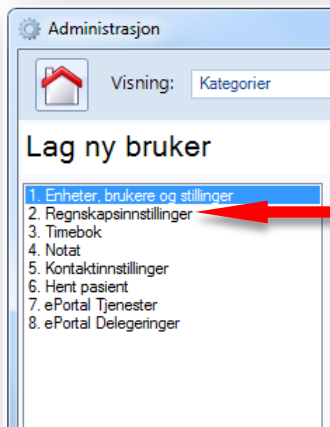 Administrasjon
Visning: Kategorier
Lag ny bruker
1. Enheter, brukere og stillinger
2. Regnskapsinnstillinger
3. Timebok
4. Notat
5. Kontaktinnstillinger
6. Hent pasient
7. ePortal Tjenester
8. ePortal Delegeringer